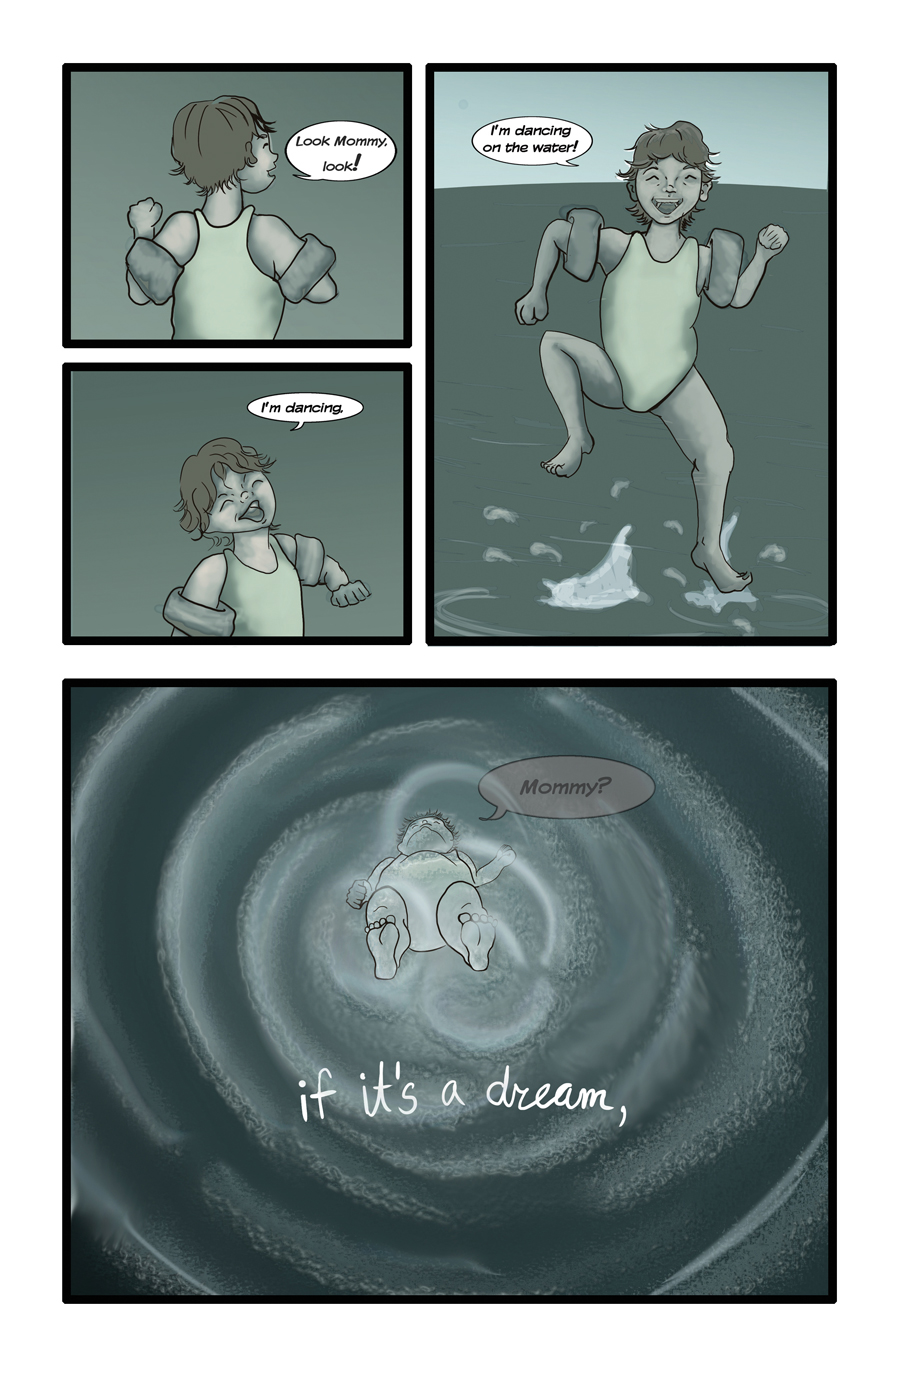 Look Mommy,
look!
I'm dancing.
I'm dancing
on the water!
Mommy?
if it's a dream,